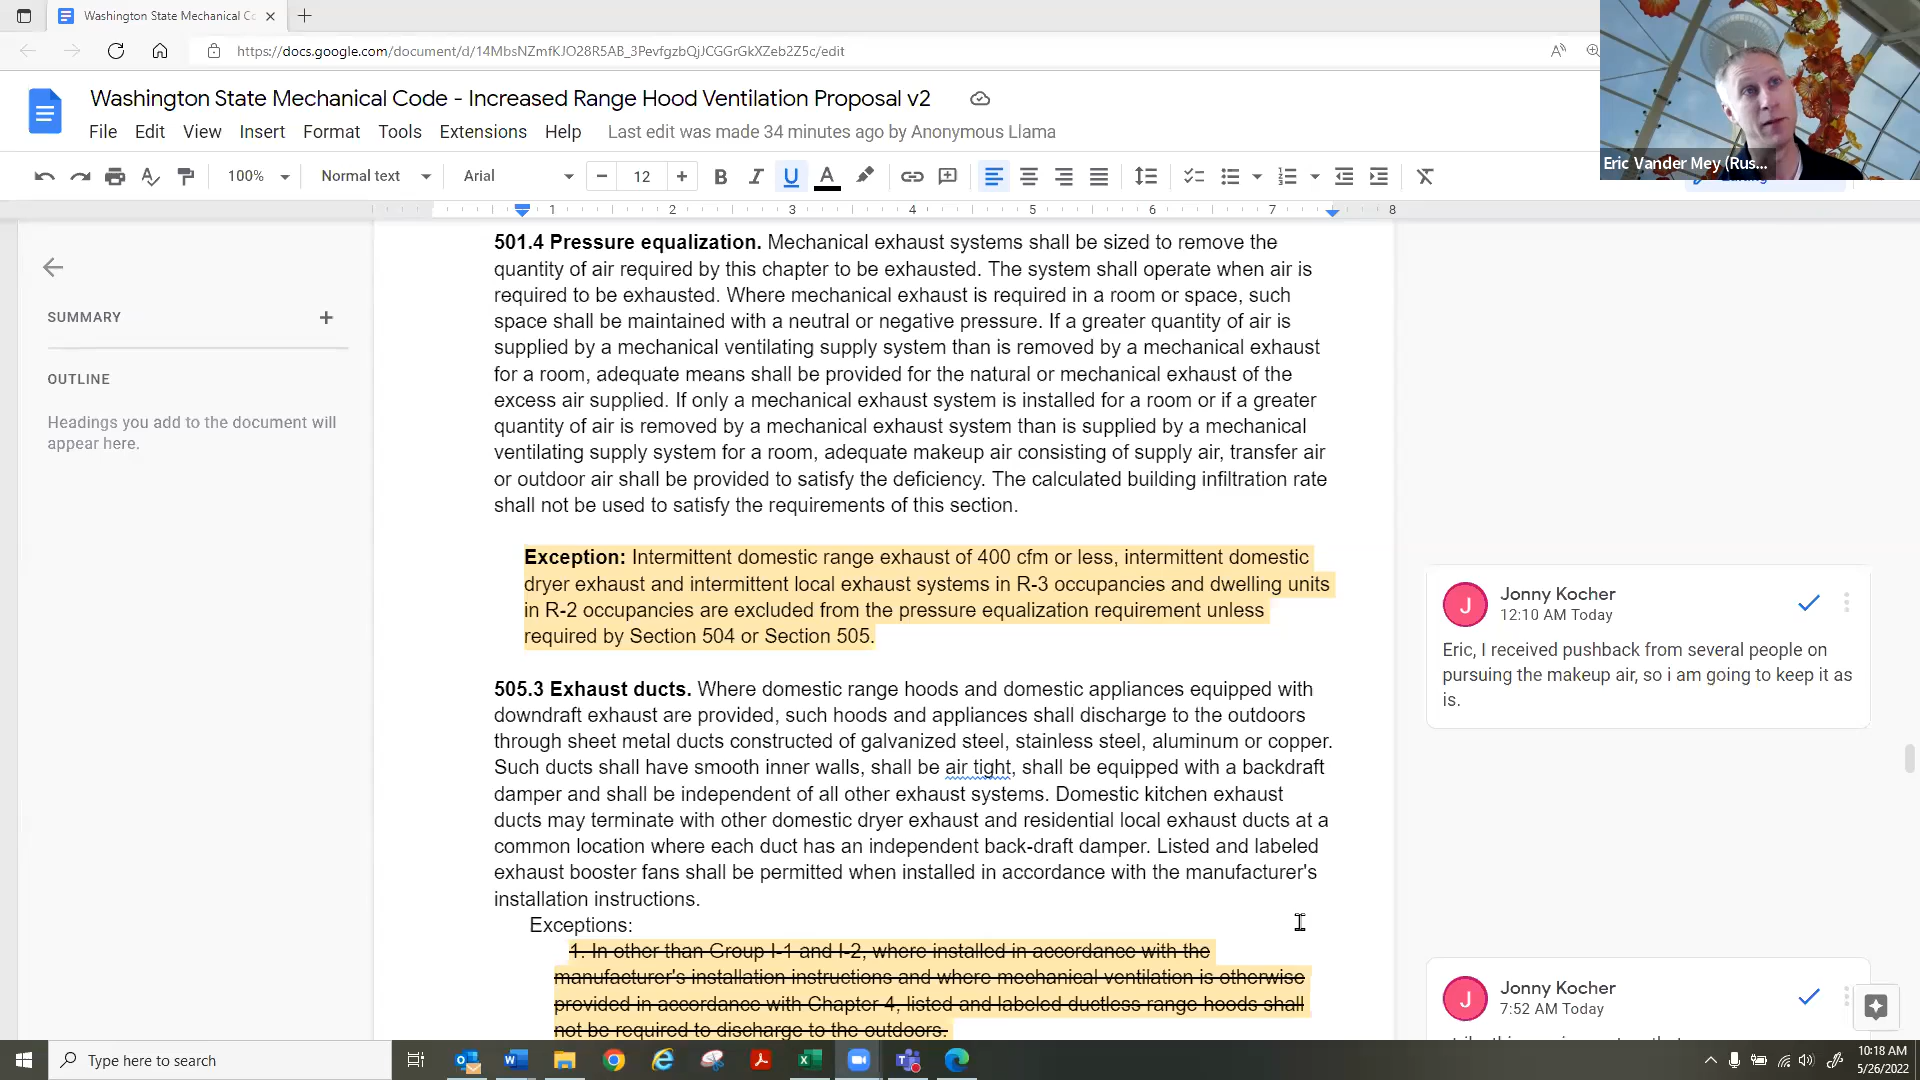 Washington State Mechanical Co
https://docs.google.com/document/d/14MbsNZmfKJO28R5AB_3PevfgzbQjJCGGrGkXZeb2Z5c/edit
Washington State Mechanical Code - Increased Range Hood Ventilation Proposal v2
File Edit View Insert Format Tools Extensions Help Last edit was made 34 minutes ago by Anonymous Llama
Eric Vander Mey (Rus...
100% Normal text Arial 12
1 2 3 4 5 6 7 8
SUMMARY
OUTLINE
Headings you add to the document will
appear here.
501.4 Pressure equalization. Mechanical exhaust systems shall be sized to remove the
quantity of air required by this chapter to be exhausted. The system shall operate when air is
required to be exhausted. Where mechanical exhaust is required in a room or space, such
space shall be maintained with a neutral or negative pressure. If a greater quantity of air is
supplied by a mechanical ventilating supply system than is removed by a mechanical exhaust
for a room, adequate means shall be provided for the natural or mechanical exhaust of the
excess air supplied. If only a mechanical exhaust system is installed for a room or if a greater
quantity of air is removed by a mechanical exhaust system than is supplied by a mechanical
ventilating supply system for a room, adequate makeup air consisting of supply air, transfer air
or outdoor air shall be provided to satisfy the deficiency. The calculated building infiltration rate
shall not be used to satisfy the requirements of this section.
Exception: Intermittent domestic range exhaust of 400 cfm or less, intermittent domestic
dryer exhaust and intermittent local exhaust systems in R-3 occupancies and dwelling units
in R-2 occupancies are excluded from the pressure equalization requirement unless
required by Section 504 or Section 505.
505.3 Exhaust ducts. Where domestic range hoods and domestic appliances equipped with
downdraft exhaust are provided, such hoods and appliances shall discharge to the outdoors
through sheet metal ducts constructed of galvanized steel, stainless steel, aluminum or copper.
Such ducts shall have smooth inner walls, shall be air tight, shall be equipped with a backdraft
damper and shall be independent of all other exhaust systems. Domestic kitchen exhaust
ducts may terminate with other domestic dryer exhaust and residential local exhaust ducts at a
common location where each duct has an independent back-draft damper. Listed and labeled
exhaust booster fans shall be permitted when installed in accordance with the manufacturer's
installation instructions.
Exceptions:
1. In other than Group I-1 and I-2, where installed in accordance with the
manufacturer's installation instructions and where mechanical ventilation is otherwise
provided in accordance with Chapter 4, listed and labeled ductless range hoods shall
not be required to discharge to the outdoors.
Jonny Kocher
12:10 AM Today
Eric, I received pushback from several people on
pursuing the makeup air, so i am going to keep it as
is.
Jonny Kocher
7:52 AM Today
Type here to search
10:18 AM
5/26/2022